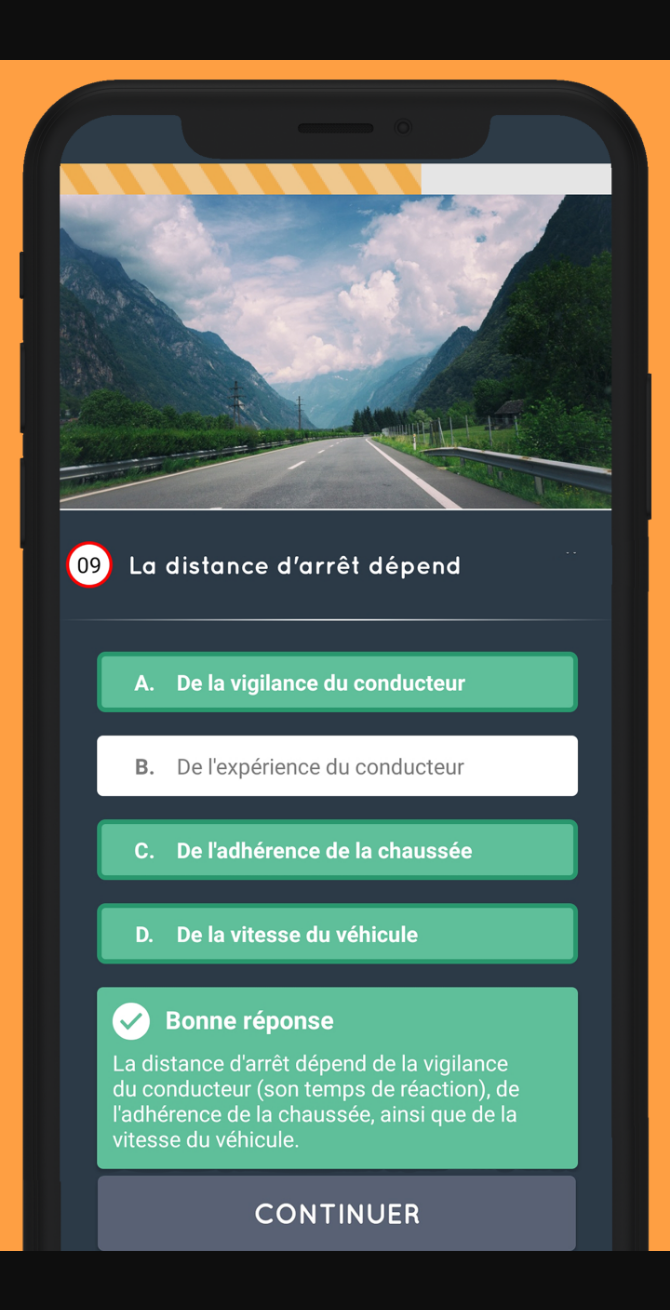 09 La distance d'arrêt dépend
A. De la vigilance du conducteur
B. De l'expérience du conducteur
C. De l'adhérence de la chaussée
D. De la vitesse du véhicule
Bonne réponse
La distance d'arrêt dépend de la vigilance
du conducteur (son temps de réaction), de
l'adhérence de la chaussée, ainsi que de la
vitesse du véhicule.
CONTINUER